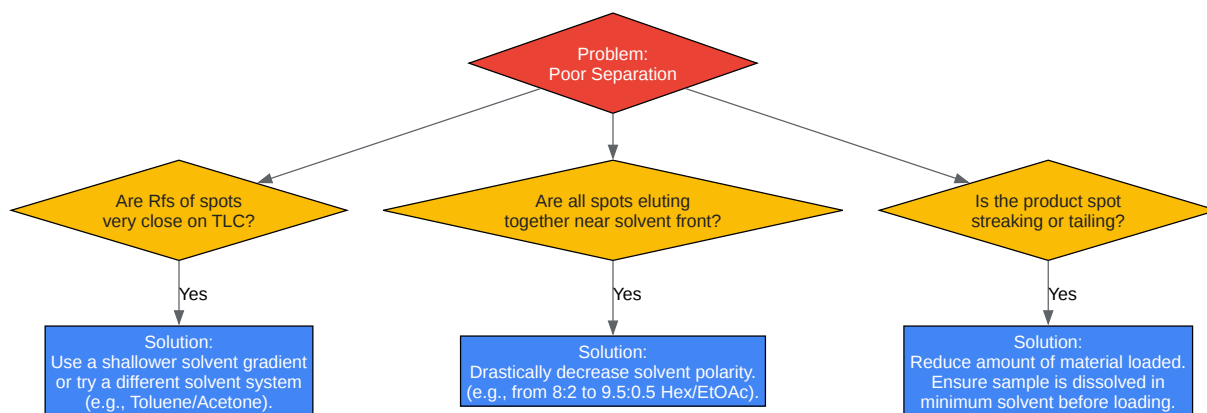 Problem:
Poor Separation
Are Rfs of spots
very close on TLC?
Are all spots eluting
together near solvent front?
Is the product spot
streaking or tailing?
Yes
Yes
Yes
Solution:
Use a shallower solvent gradient
or try a different solvent system
(e.g., Toluene/Acetone).
Solution:
Drastically decrease solvent polarity.
(e.g., from 8:2 to 9.5:0.5 Hex/EtOAc).
Solution:
Reduce amount of material loaded.
Ensure sample is dissolved in
minimum solvent before loading.